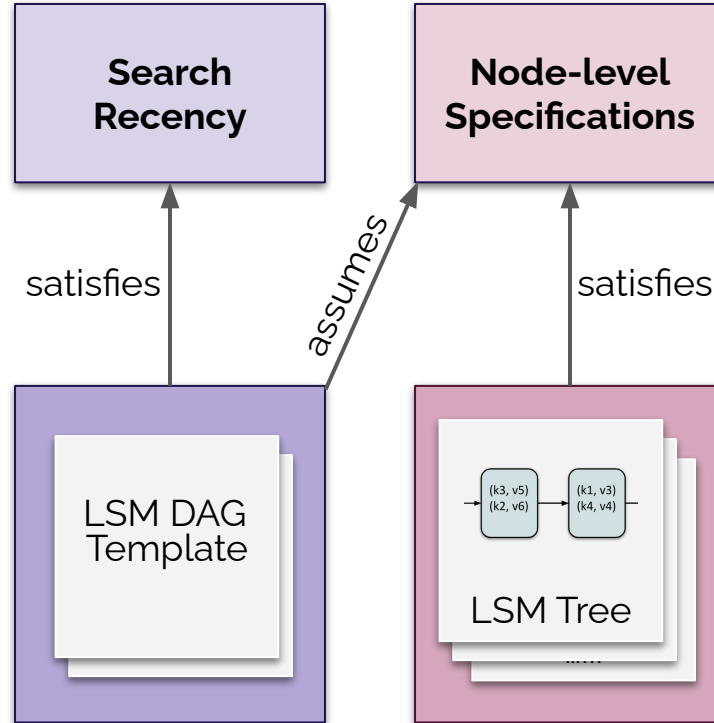 Search
Recency
Node-level
Specifications
satisfies
assumes
satisfies
LSM DAG
Template
(k3, v5)
(k2, v6)
(k1, v3)
(k4, v4)
LSM Tree